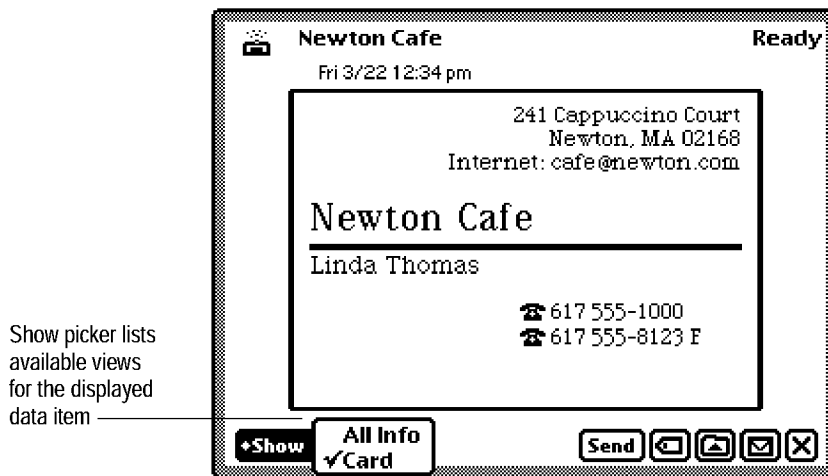 Newton Cafe Ready
Fri 3/22 12:34 pm
241 Cappuccino Court
Newton, MA 02168
Internet: cafe@newton.com
Newton Cafe
Linda Thomas
☎ 617 555-1000
☎ 617 555-8123 F
Show picker lists
available views
for the displayed
data item
◆Show
All Info
✓Card
Send